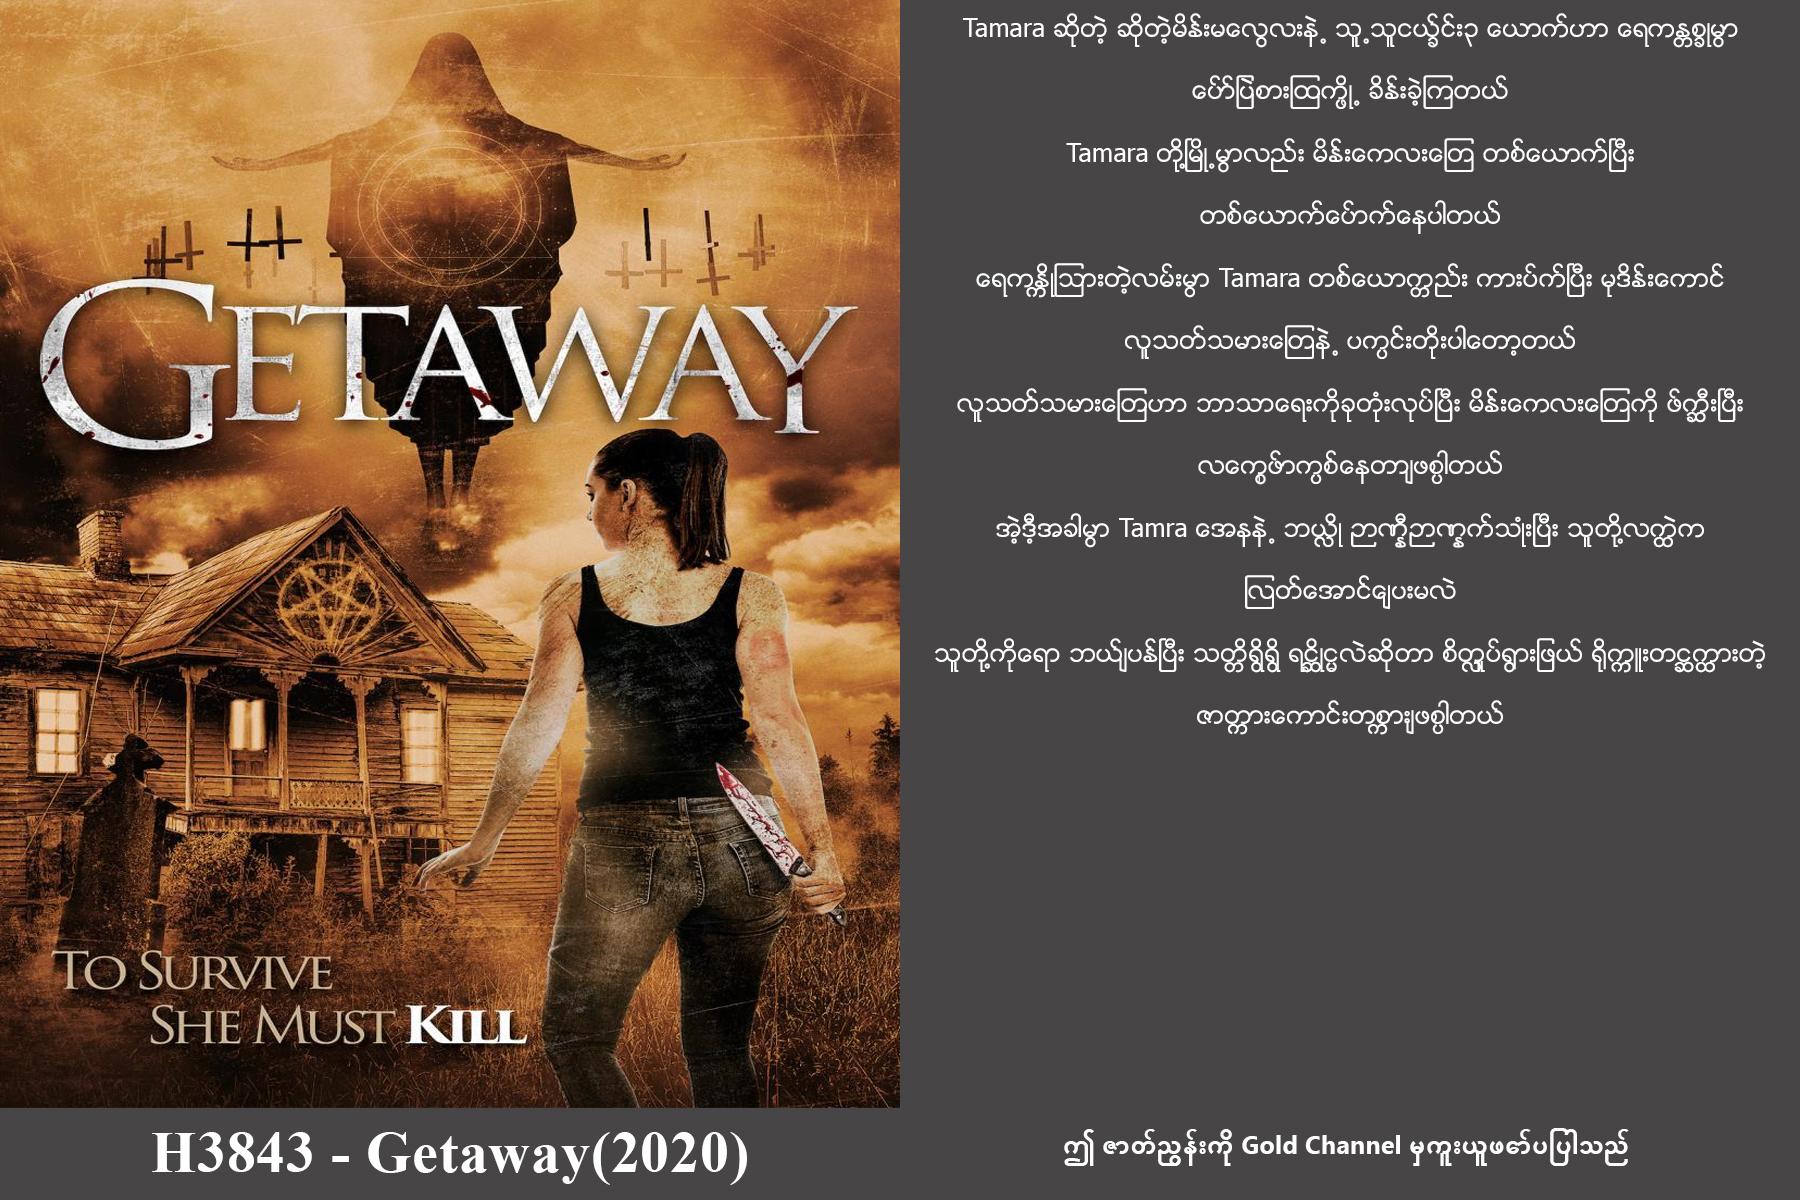 GETAWAY
TO SURVIVE
SHE MUST KILL
H3843 - Getaway(2020)
Tamara ဆိုတဲ့ ဆိုတဲ့မိန်းမလွေလးနဲ့ သူ့သူငယ်ခ်င်း၃ ယောက်ဟာ ရေကန္တစ္ခုမွာ
ပေ်ာ်ပြဲစားထြက္ဖို့ ခိန်းခဲ့ကြတယ်
Tamara တို့မြို့မွာလည်း မိန်းကေလးတြေ တစ်ယောက်ပြီး
တစ်ယောက်ပေ်ာက်နေပါတယ်
ရေကန္ကိုသြားတဲ့လမ်းမွာ Tamara တစ်ယောက္တည်း ကားပ်က်ပြီး မုဒိန်းကောင်
လူသတ်သမားတြေနဲ့ ပက္ပင်းတိုးပါတော့တယ်
လူသတ်သမားတြေဟာ ဘာသာရေးကိုခုတုံးလုပ်ပြီး မိန်းကေလးတြေကို ဖ်က္ဆီးပြီး
လက္စေဖ်ာက္ပစ်နေတာျဖစ္ပါတယ်
အဲ့ဒီ့အခါမွာ Tamra အေနနဲ့ ဘယ္လို ဉာဏ္နီဉာဏ္နက်သုံးပြီး သူတို့လက္ထဲက
လြတ်အောင်ျေပးမလဲ
သူတို့ကိုရော ဘယ်ျပန်ပြီး သတ္တိရွိရွိ ရင္ဆိုင္မလဲဆိုတာ စိတ္လႈပ်ရွားဖြယ် ရိုက္ကူးတင္ဆက္ထားတဲ့
ဇာတ္ကားကောင်းတစ္ကားျဖစ္ပါတယ်
ဤ ဇာတ်ညွှန်းကို Gold Channel မှကူးယူဖော်ပပြါသည်